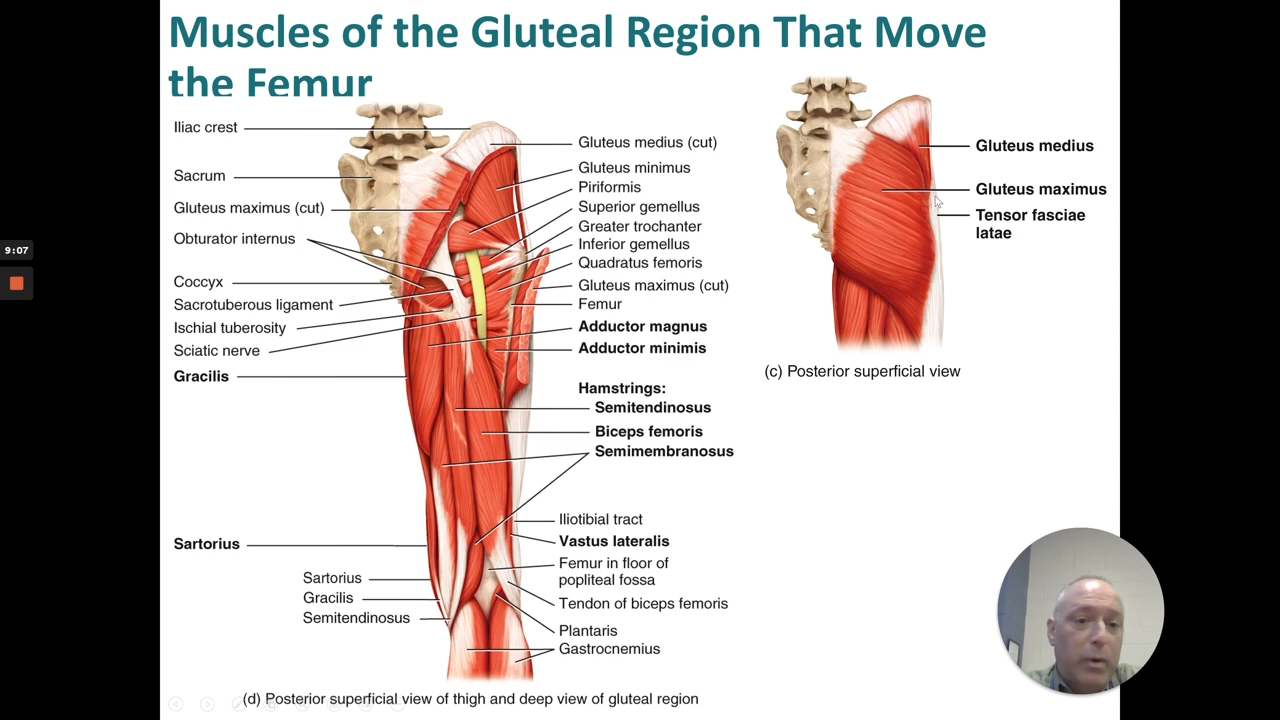 Muscles of the Gluteal Region That Move
the Femur
Iliac crest
Sacrum
Gluteus maximus (cut)
Obturator internus
Coccyx
Sacrotuberous ligament
Ischial tuberosity
Sciatic nerve
Gracilis
Sartorius
Sartorius
Gracilis
Semitendinosus
Gluteus medius (cut)
Gluteus minimus
Piriformis
Superior gemellus
Greater trochanter
Inferior gemellus
Quadratus femoris
Gluteus maximus (cut)
Femur
Adductor magnus
Adductor minimis
Hamstrings:
Semitendinosus
Biceps femoris
Semimembranosus
Iliotibial tract
Vastus lateralis
Femur in floor of
popliteal fossa
Tendon of biceps femoris
Plantaris
Gastrocnemius
(d) Posterior superficial view of thigh and deep view of gluteal region
Gluteus medius
Gluteus maximus
Tensor fasciae
latae
(c) Posterior superficial view
9:07